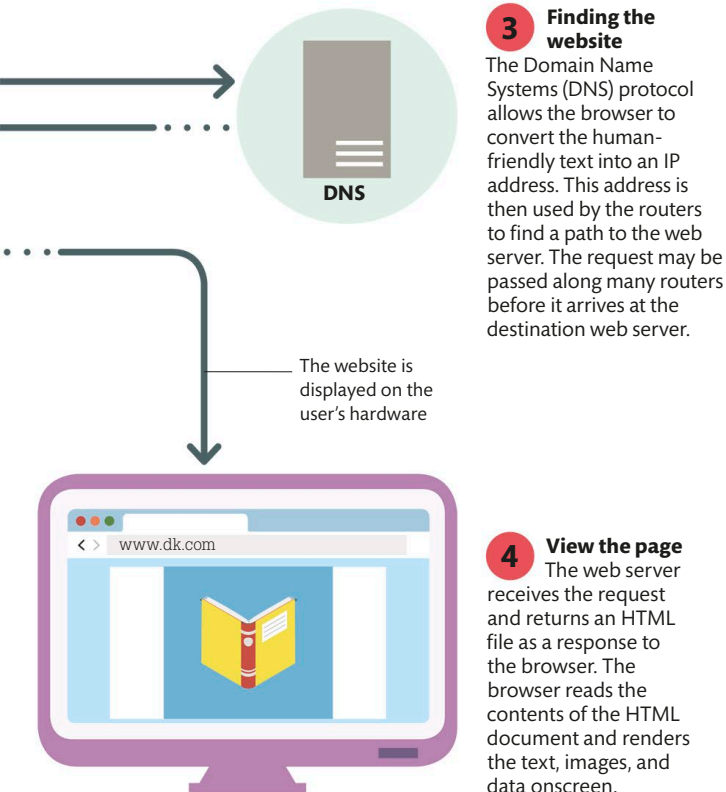 3
Finding the
website
The Domain Name
Systems (DNS) protocol
allows the browser to
convert the human-
friendly text into an IP
address. This address is
then used by the routers
to find a path to the web
server. The request may be
passed along many routers
before it arrives at the
destination web server.
DNS
The website is
displayed on the
user's hardware
www.dk.com
4
View the page
The web server
receives the request
and returns an HTML
file as a response to
the browser. The
browser reads the
contents of the HTML
document and renders
the text, images, and
data onscreen.